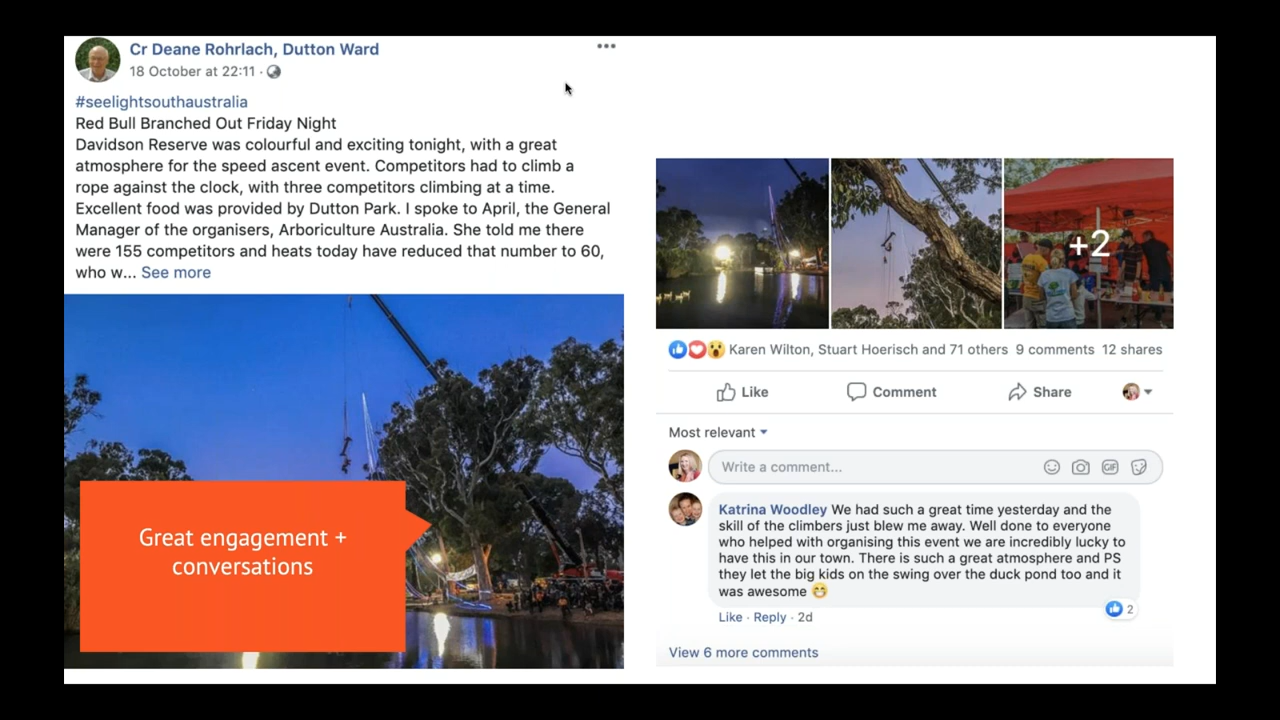 Cr Deane Rohrlach, Dutton Ward
18 October at 22:11 ·
#seelightsouthaustralia
Red Bull Branched Out Friday Night
Davidson Reserve was colourful and exciting tonight, with a great
atmosphere for the speed ascent event. Competitors had to climb a
rope against the clock, with three competitors climbing at a time.
Excellent food was provided by Dutton Park. I spoke to April, the General
Manager of the organisers, Arboriculture Australia. She told me there
were 155 competitors and heats today have reduced that number to 60,
who w... See more
Great engagement +
conversations
+2
Karen Wilton, Stuart Hoerisch and 71 others 9 comments 12 shares
Like Comment Share
Most relevant
Write a comment...
GIF
Katrina Woodley We had such a great time yesterday and the
skill of the climbers just blew me away. Well done to everyone
who helped with organising this event we are incredibly lucky to
have this in our town. There is such a great atmosphere and PS
they let the big kids on the swing over the duck pond too and it
was awesome 😁
2
Like · Reply · 2d
View 6 more comments